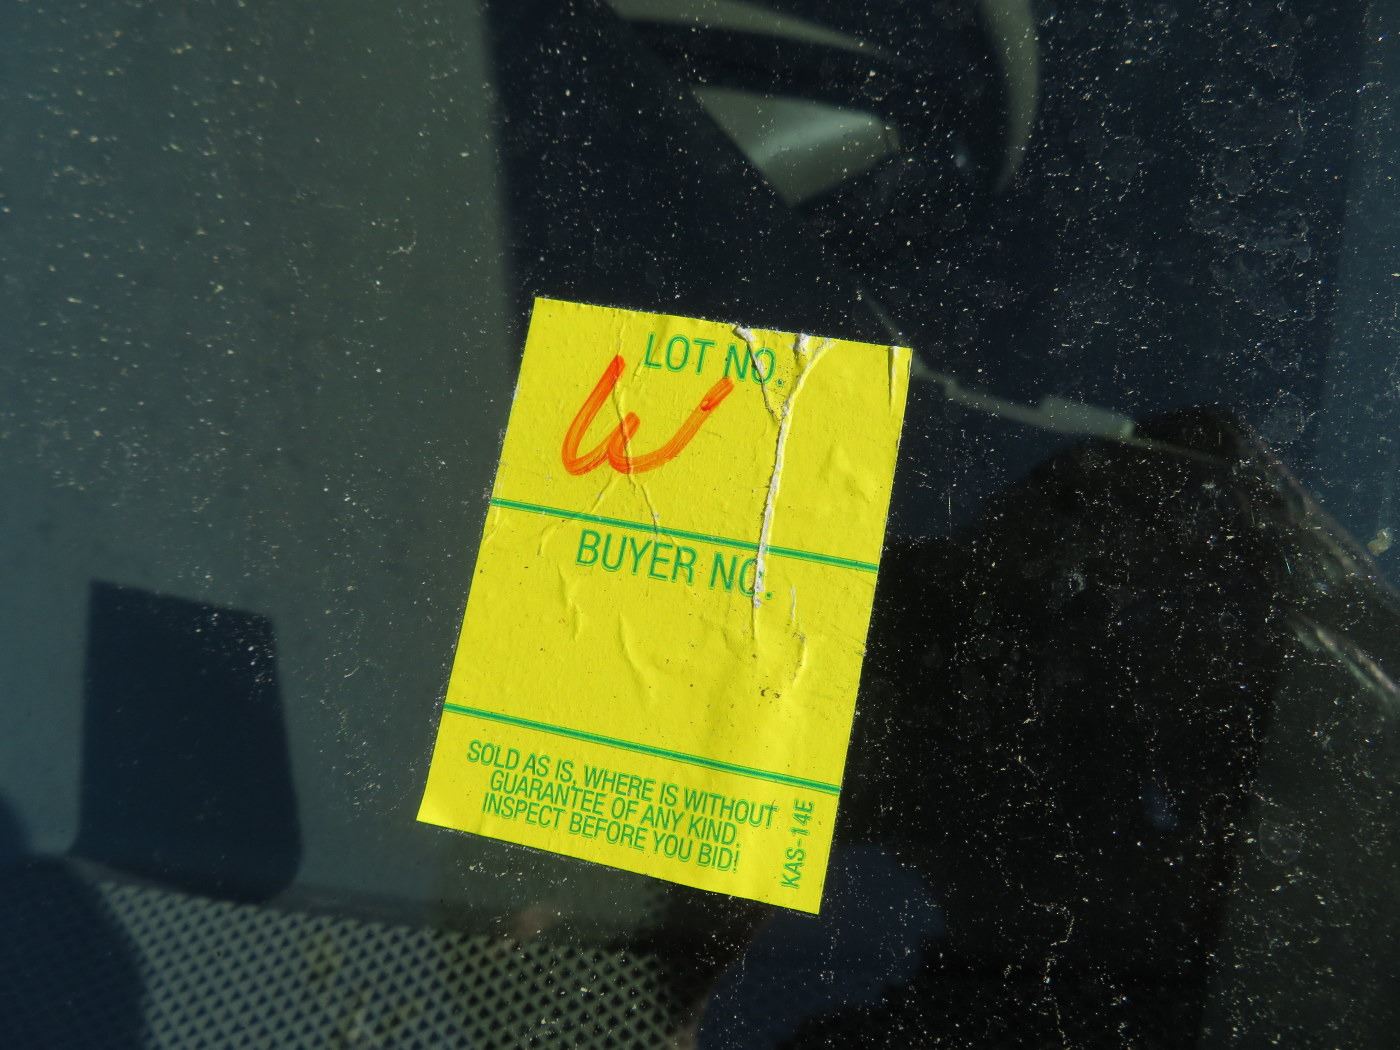 LOT NO.
W
BUYER NO.
SOLD AS IS, WHERE IS WITHOUT
GUARANTEE OF ANY KIND.
INSPECT BEFORE YOU BID!
KAS-14E